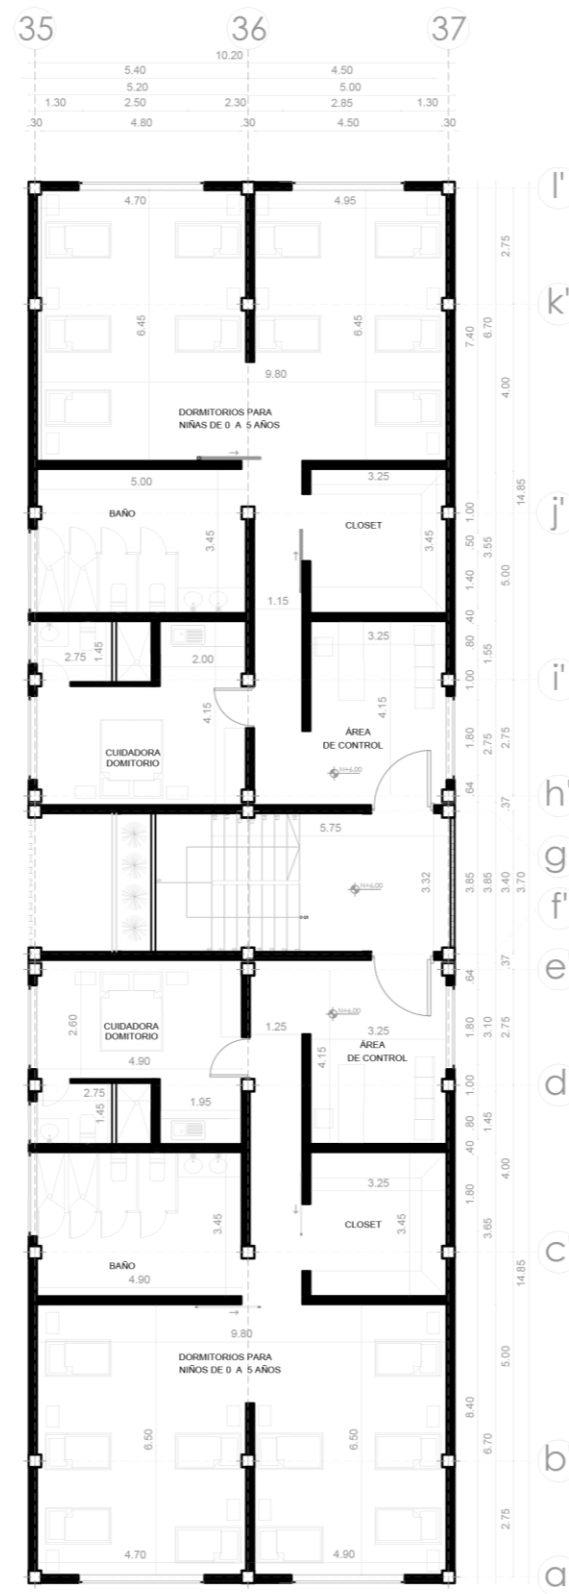 35 36 37
10.20
5.40 4.50
5.20 5.00
1.30 2.50 2.30 2.85 1.30
.30 4.80 .30 4.50 .30
l'
4.70 4.95
2.75
k'
6.45 6.45
7.40 6.70
9.80
4.00
DORMITORIOS PARA
NIÑAS DE 0 A 5 AÑOS
5.00 3.25
14.85
BAÑO
1.00
j'
CLOSET
3.45 3.45
.50 3.55
1.40 5.00
1.15
.40
2.75 1.45 2.00 3.25
.80 1.55
1.00
i'
4.15 4.15
ÁREA
DE CONTROL
1.80 2.75 2.75
CUIDADORA
DOMITORIO
N+6.00
.64 .37
h'
5.75
g
3.32 3.85 3.85 3.40 3.70
N+6.00
f'
.64 .37
e
2.60
CUIDADORA
DOMITORIO
N+6.00
1.25 3.25
1.80 3.10 2.75
ÁREA
DE CONTROL
4.90 4.15
1.00
d
2.75 1.45 1.95
.80 1.45
.40
4.00
3.25
1.80
3.45 3.45
CLOSET
3.65
c
BAÑO
4.90
14.85
9.80
DORMITORIOS PARA
NIÑOS DE 0 A 5 AÑOS
5.00
8.40
6.50 6.50
6.70
b'
2.75
4.70 4.90
a